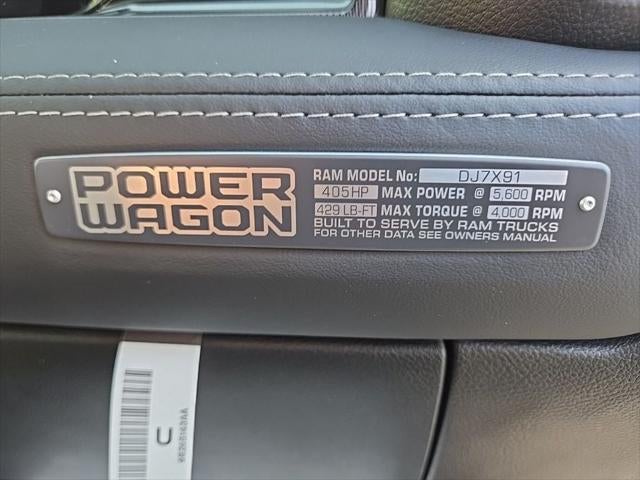 POWER
WAGON
RAM MODEL No: DJ7X91
405HP MAX POWER @ 5,600 RPM
429 LB-FT MAX TORQUE @ 4,000 RPM
BUILT TO SERVE BY RAM TRUCKS
FOR OTHER DATA SEE OWNERS MANUAL
C